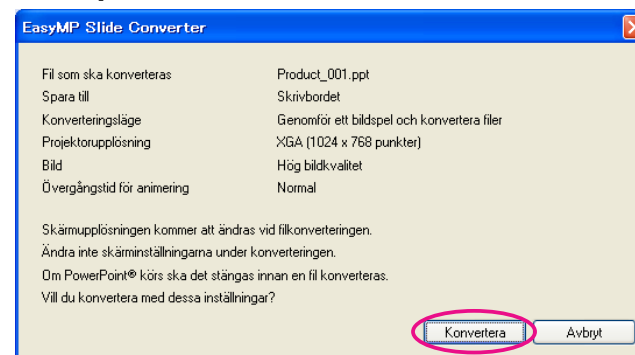 EasyMP Slide Converter
Fil som ska konverteras Product_001.ppt
Spara till Skrivbordet
Konverteringsläge Genomför ett bildspel och konvertera filer
Projektorupplösning XGA (1024 x 768 punkter)
Bild Hög bildkvalitet
Övergångstid för animering Normal
Skärmupplösningen kommer att ändras vid filkonverteringen.
Ändra inte skärminställningarna under konverteringen.
Om PowerPoint® körs ska det stängas innan en fil konverteras.
Vill du konvertera med dessa inställningar?
Konvertera Avbryt